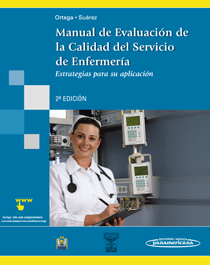 Ortega • Suárez
Manual de Evaluación de
la Calidad del Servicio
de Enfermería
Estrategias para su aplicación
2ª EDICIÓN
www
EDITORIAL MEDICA
panamericana